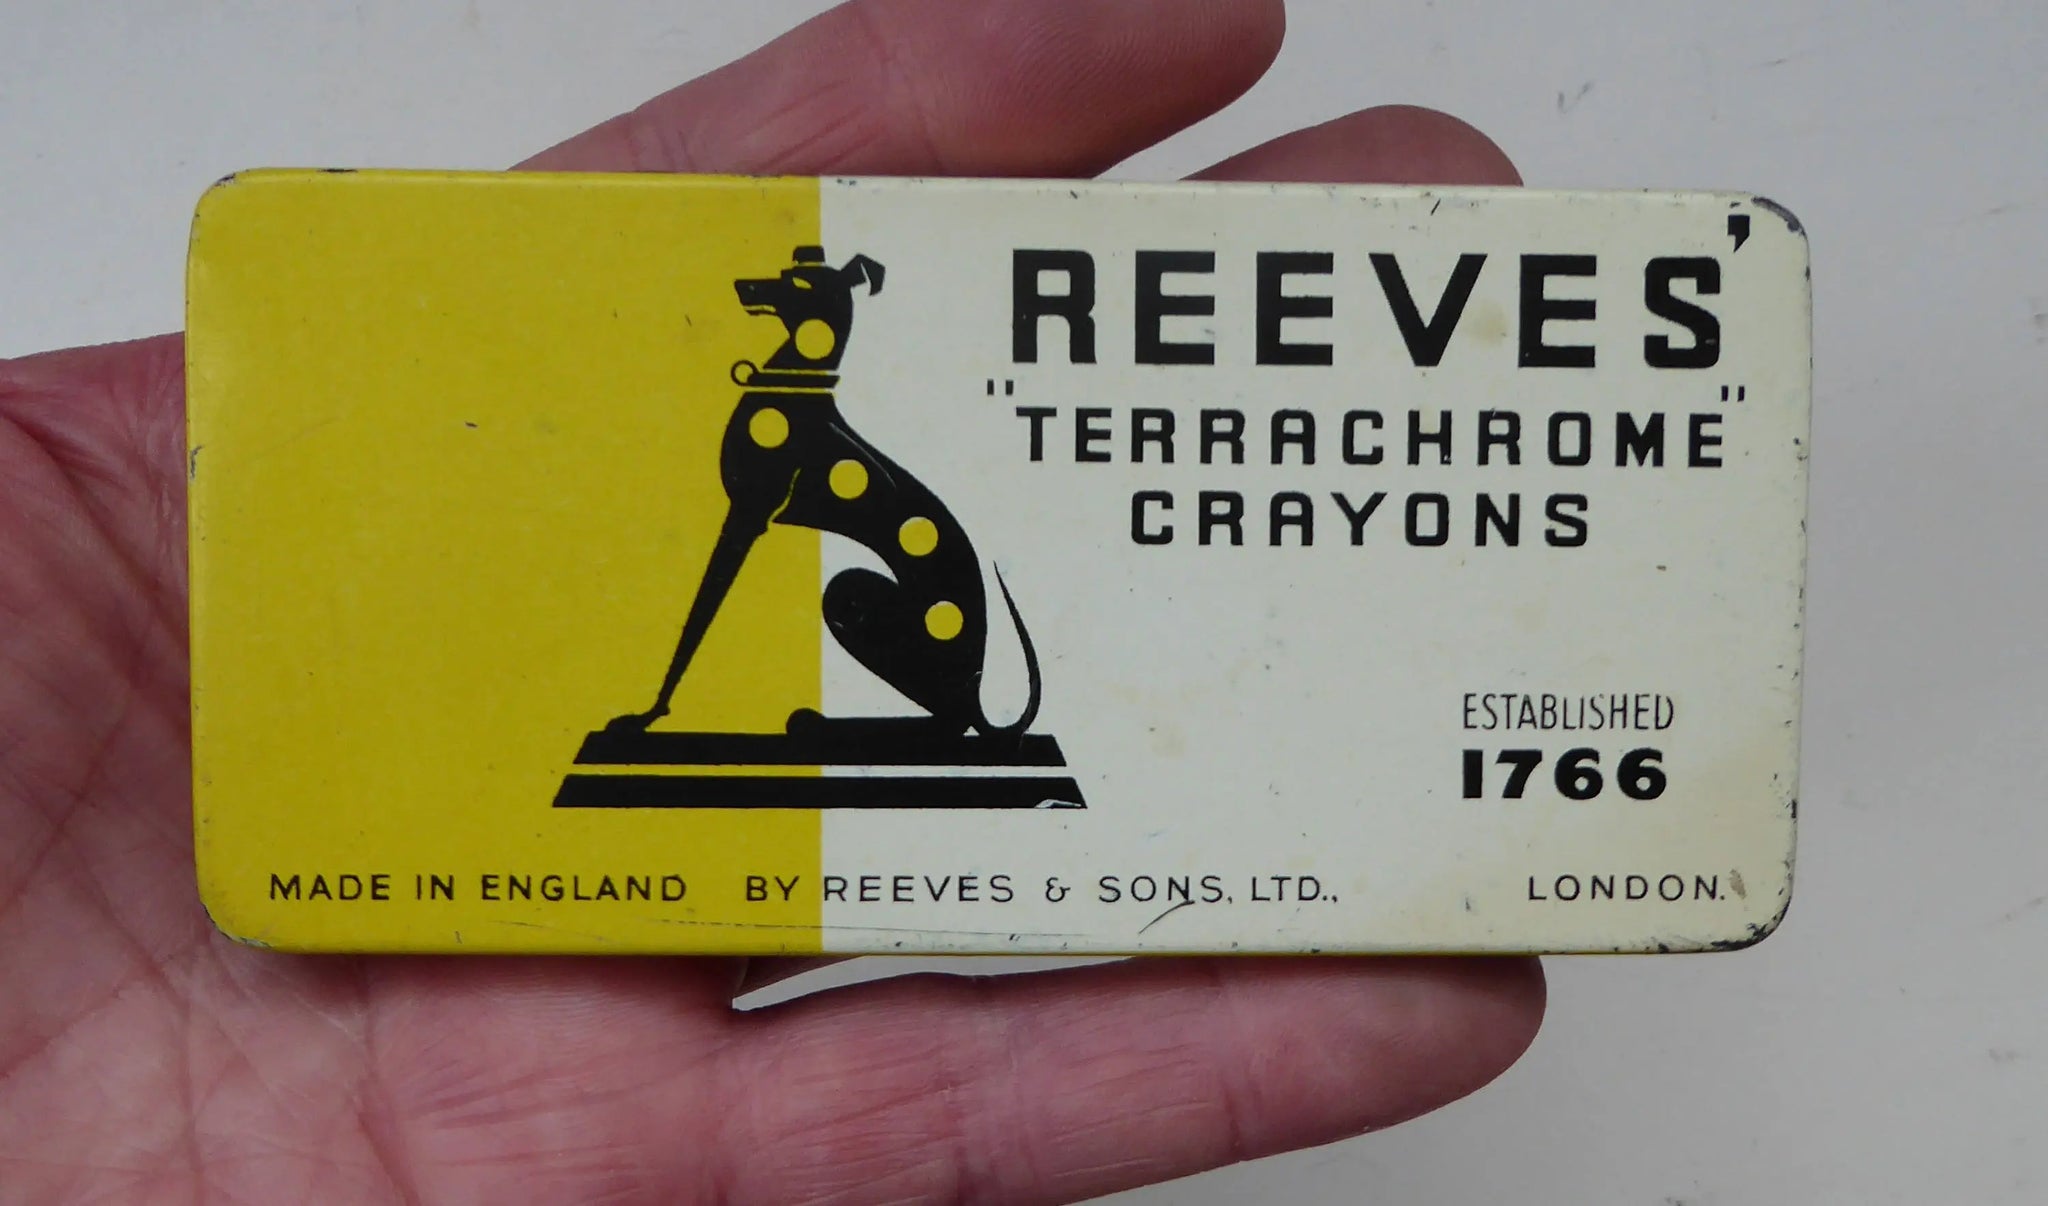 REEVES'
"TERRACHROME"
CRAYONS
ESTABLISHED
1766
MADE IN ENGLAND BY REEVES & SONS, LTD., LONDON.